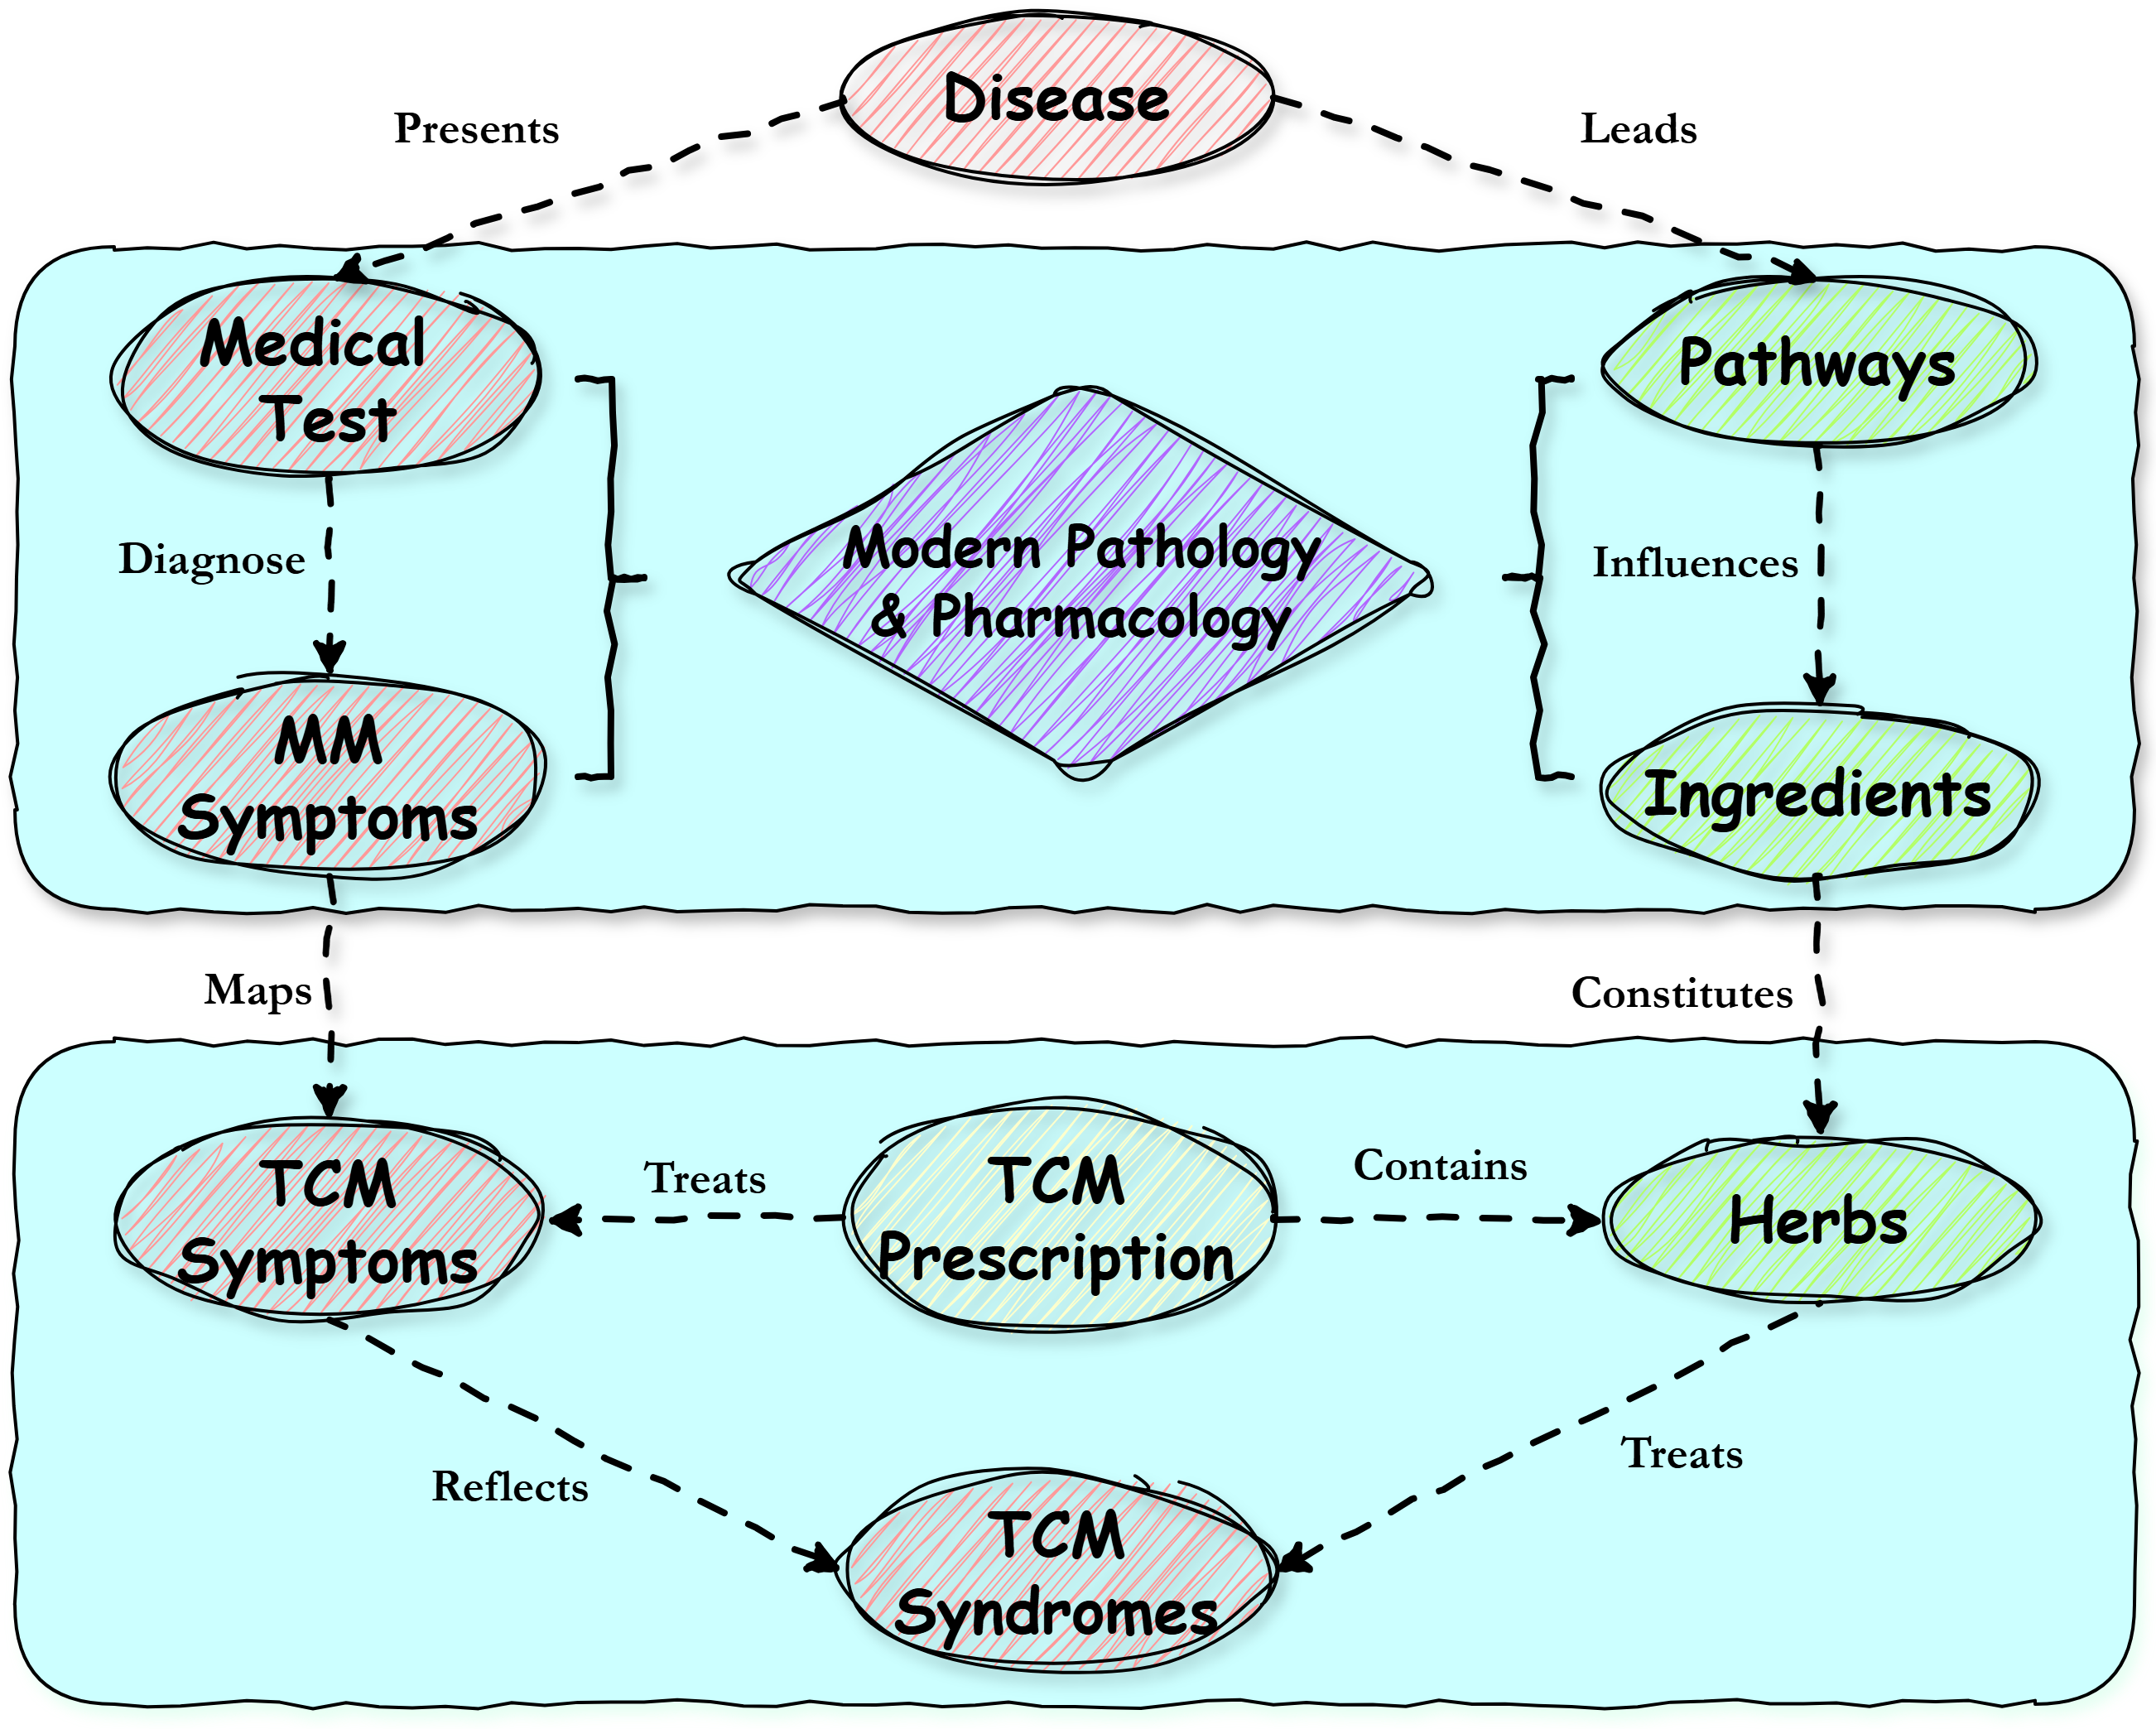 Disease
Presents
Leads
Medical
Test
Pathways
Diagnose
Modern Pathology
& Pharmacology
Influences
MM
Symptoms
Ingredients
Maps
Constitutes
TCM
Symptoms
Treats
TCM
Prescription
Contains
Herbs
Reflects
Treats
TCM
Syndromes